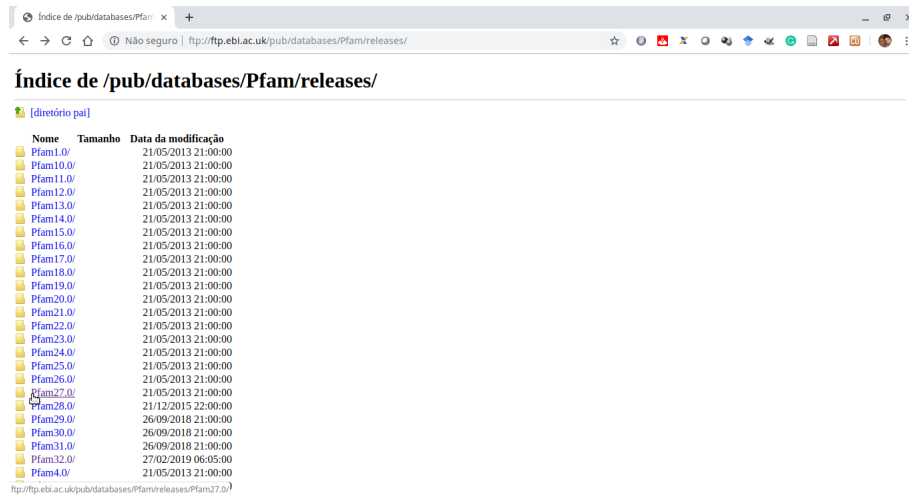 Índice de /pub/databases/Pfam
Não seguro | ftp://ftp.ebi.ac.uk/pub/databases/Pfam/releases/
Índice de /pub/databases/Pfam/releases/
[diretório pai]
Nome Tamanho Data da modificação
Pfam1.0/ 21/05/2013 21:00:00
Pfam10.0/ 21/05/2013 21:00:00
Pfam11.0/ 21/05/2013 21:00:00
Pfam12.0/ 21/05/2013 21:00:00
Pfam13.0/ 21/05/2013 21:00:00
Pfam14.0/ 21/05/2013 21:00:00
Pfam15.0/ 21/05/2013 21:00:00
Pfam16.0/ 21/05/2013 21:00:00
Pfam17.0/ 21/05/2013 21:00:00
Pfam18.0/ 21/05/2013 21:00:00
Pfam19.0/ 21/05/2013 21:00:00
Pfam20.0/ 21/05/2013 21:00:00
Pfam21.0/ 21/05/2013 21:00:00
Pfam22.0/ 21/05/2013 21:00:00
Pfam23.0/ 21/05/2013 21:00:00
Pfam24.0/ 21/05/2013 21:00:00
Pfam25.0/ 21/05/2013 21:00:00
Pfam26.0/ 21/05/2013 21:00:00
Pfam27.0/ 21/05/2013 21:00:00
Pfam28.0/ 21/12/2015 22:00:00
Pfam29.0/ 26/09/2018 21:00:00
Pfam30.0/ 26/09/2018 21:00:00
Pfam31.0/ 26/09/2018 21:00:00
Pfam32.0/ 27/02/2019 06:05:00
Pfam4.0/ 21/05/2013 21:00:00
ftp://ftp.ebi.ac.uk/pub/databases/Pfam/releases/Pfam27.0/